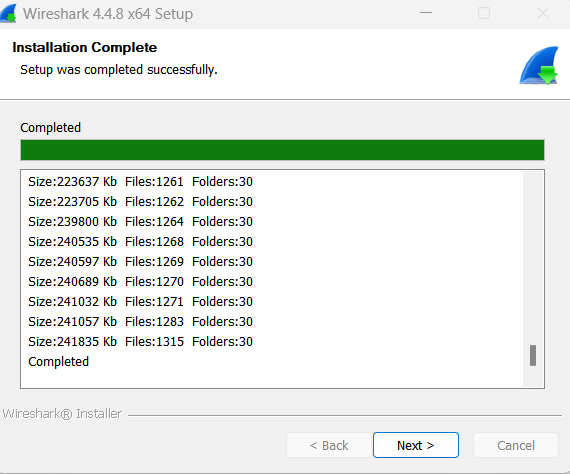 Wireshark 4.4.8 x64 Setup
Installation Complete
Setup was completed successfully.
Completed
Size:223637 Kb  Files:1261  Folders:30
Size:223705 Kb  Files:1262  Folders:30
Size:239800 Kb  Files:1264  Folders:30
Size:240535 Kb  Files:1268  Folders:30
Size:240597 Kb  Files:1269  Folders:30
Size:240689 Kb  Files:1270  Folders:30
Size:241032 Kb  Files:1271  Folders:30
Size:241057 Kb  Files:1283  Folders:30
Size:241835 Kb  Files:1315  Folders:30
Completed
Wireshark® Installer
< Back  Next >  Cancel